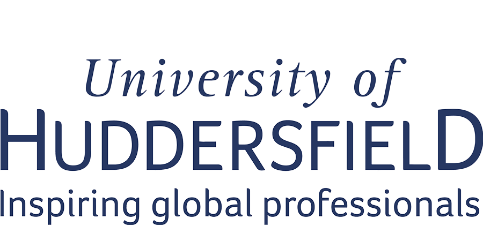 University of
HUDDERSFIELD
Inspiring global professionals